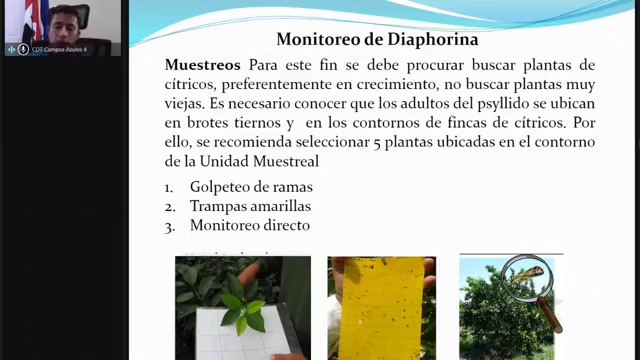 CDT-Campos Azules 4
Monitoreo de Diaphorina
Muestreos Para este fin se debe procurar buscar plantas de
cítricos, preferentemente en crecimiento, no buscar plantas muy
viejas. Es necesario conocer que los adultos del psyllido se ubican
en brotes tiernos y en los contornos de fincas de cítricos. Por
ello, se recomienda seleccionar 5 plantas ubicadas en el contorno
de la Unidad Muestreal
1. Golpeteo de ramas
2. Trampas amarillas
3. Monitoreo directo